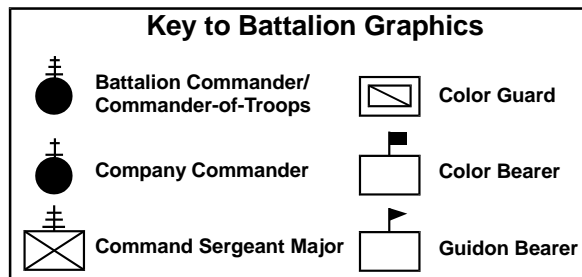 Key to Battalion Graphics
Battalion Commander/
Commander-of-Troops
Color Guard
Company Commander
Color Bearer
Command Sergeant Major
Guidon Bearer